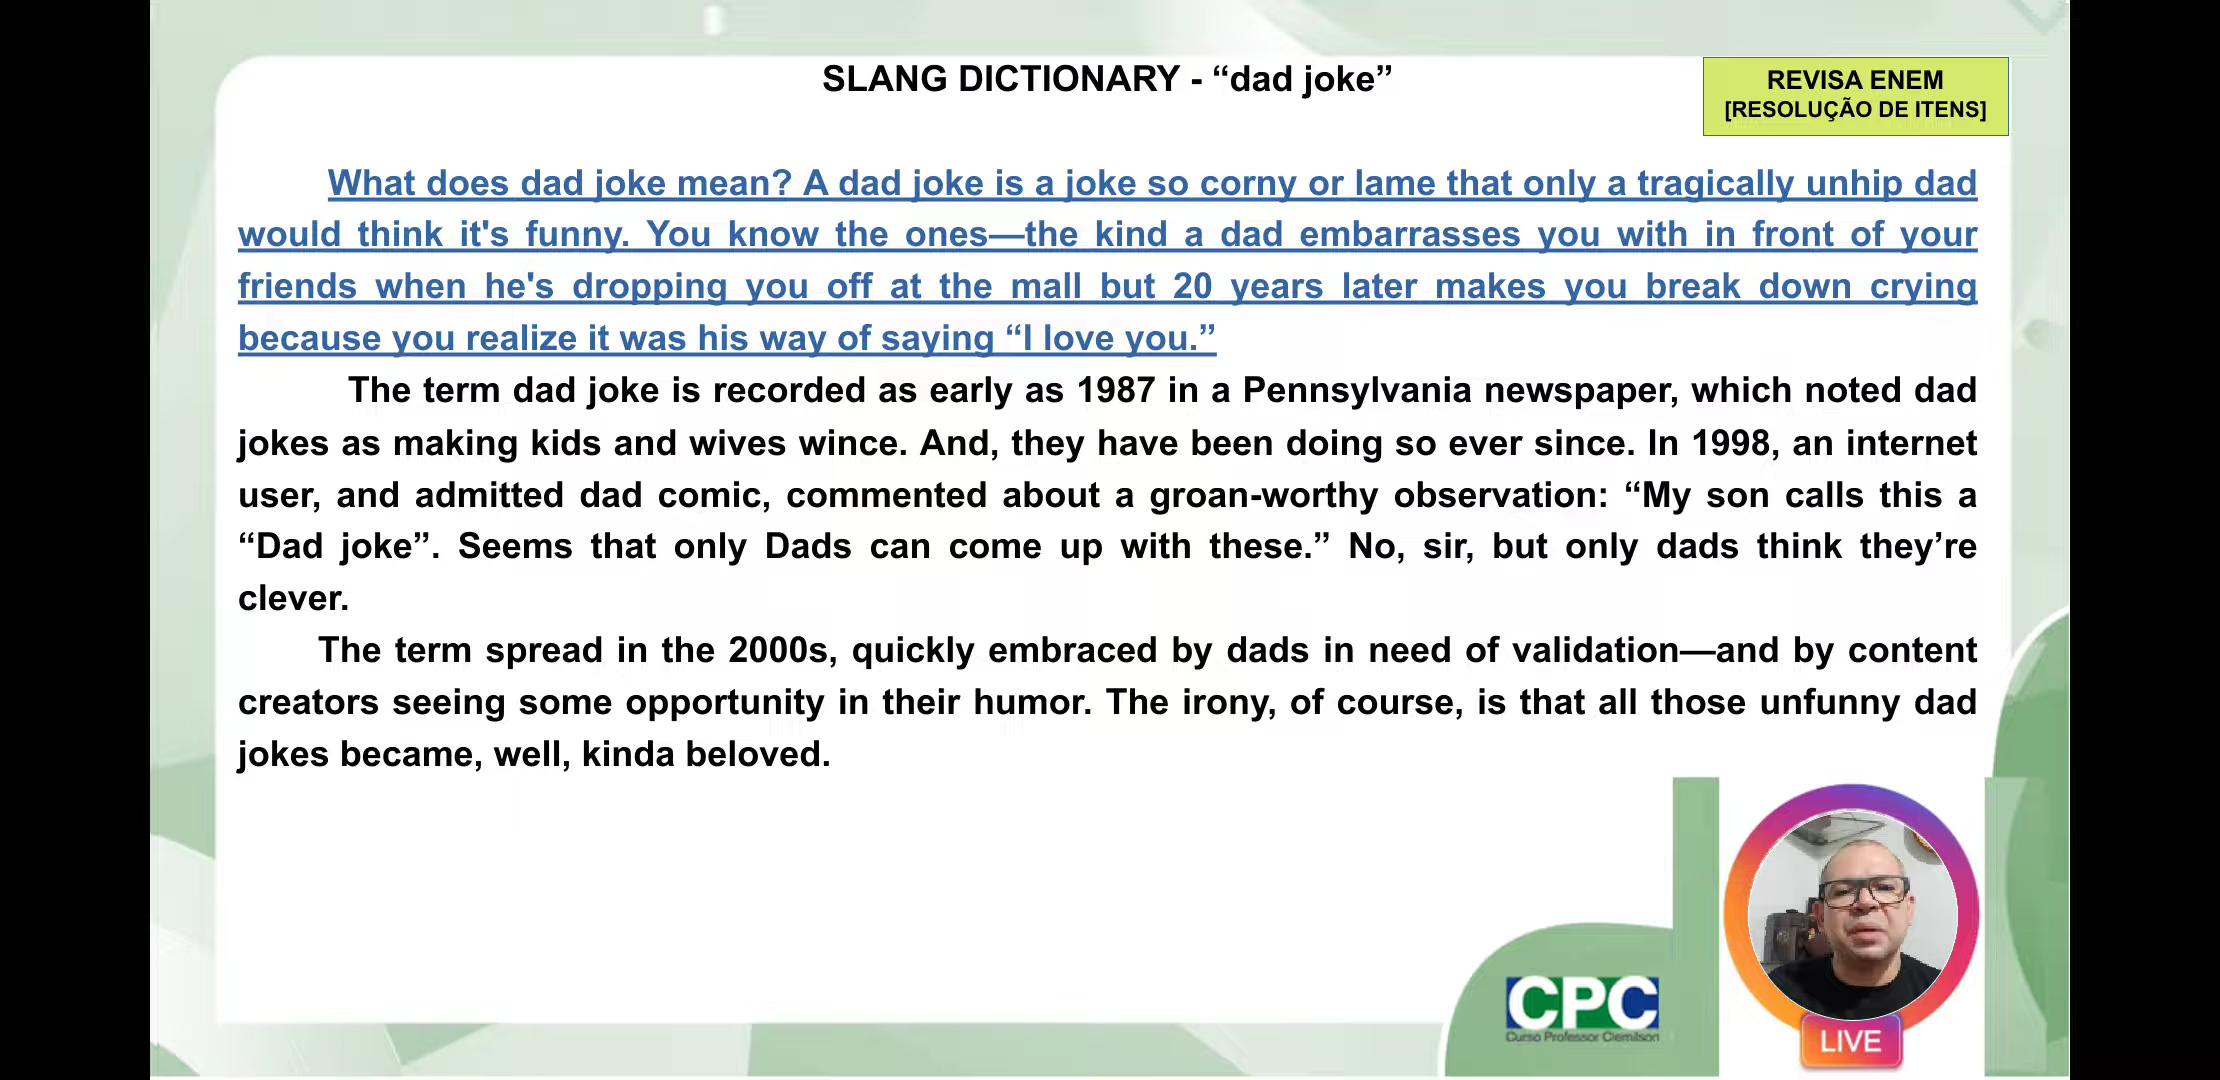 SLANG DICTIONARY - “dad joke”
REVISA ENEM
[RESOLUÇÃO DE ITENS]
What does dad joke mean? A dad joke is a joke so corny or lame that only a tragically unhip dad
would think it's funny. You know the ones—the kind a dad embarrasses you with in front of your
friends when he's dropping you off at the mall but 20 years later makes you break down crying
because you realize it was his way of saying “I love you.”
The term dad joke is recorded as early as 1987 in a Pennsylvania newspaper, which noted dad
jokes as making kids and wives wince. And, they have been doing so ever since. In 1998, an internet
user, and admitted dad comic, commented about a groan-worthy observation: “My son calls this a
“Dad joke”. Seems that only Dads can come up with these.” No, sir, but only dads think they’re
clever.
The term spread in the 2000s, quickly embraced by dads in need of validation—and by content
creators seeing some opportunity in their humor. The irony, of course, is that all those unfunny dad
jokes became, well, kinda beloved.
CPC
Curso Professor Clemilson
LIVE